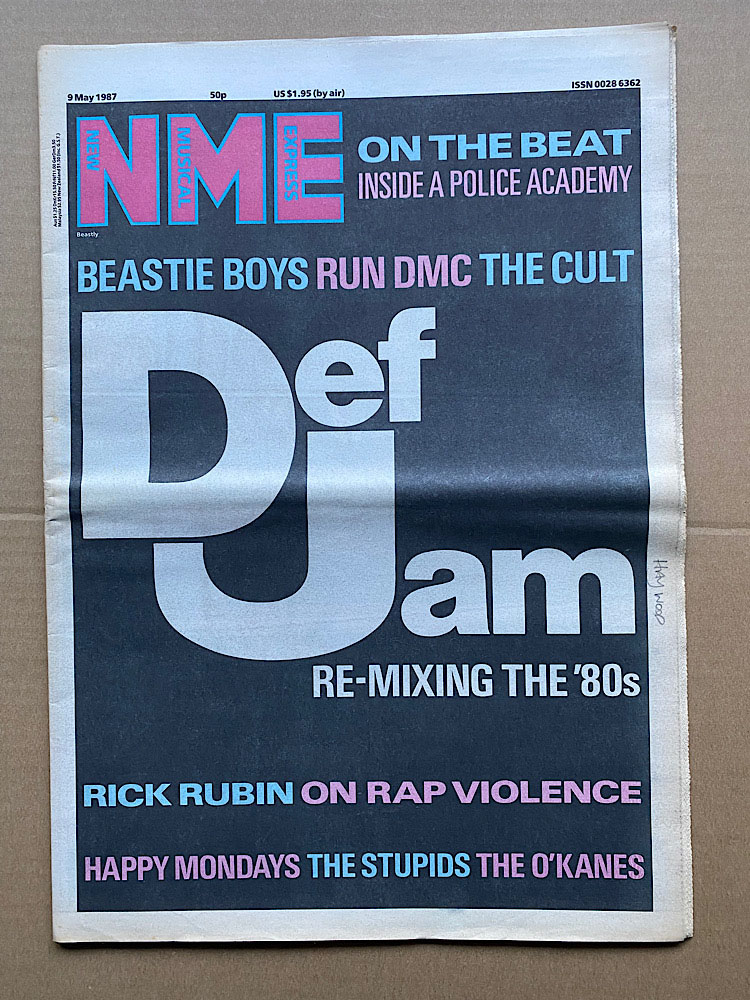 9 May 1987 50p US $1.95 (by air) ISSN 0028 6362
NEW MUSICAL EXPRESS
NME
ON THE BEAT
INSIDE A POLICE ACADEMY
Beastly
BEASTIE BOYS RUN DMC THE CULT
Def
Jam
RE-MIXING THE '80s
RICK RUBIN ON RAP VIOLENCE
HAPPY MONDAYS THE STUPIDS THE O'KANES